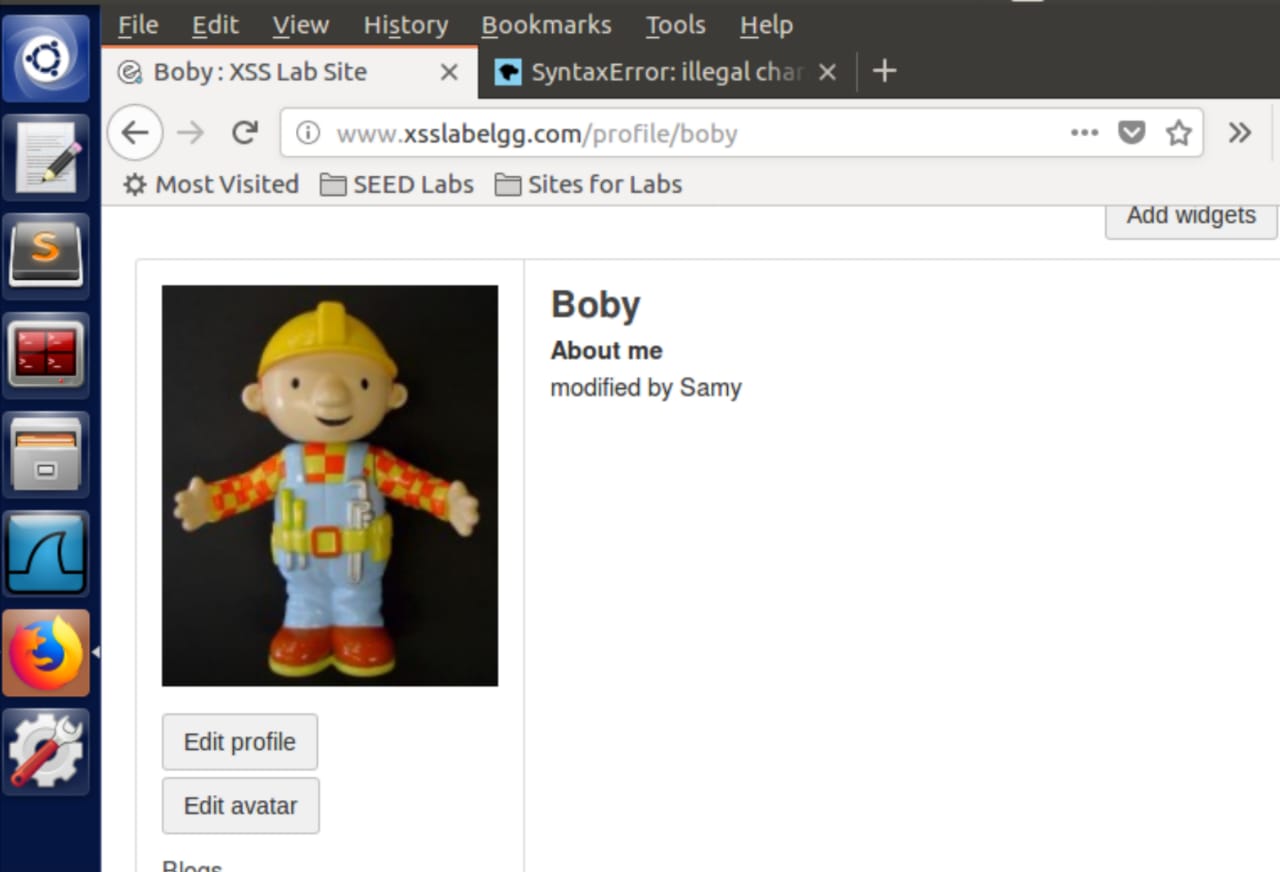 File Edit View History Bookmarks Tools Help
Boby : XSS Lab Site SyntaxError: illegal char
www.xsslabelgg.com/profile/boby
Most Visited SEED Labs Sites for Labs
Add widgets
Boby
About me
modified by Samy
Edit profile
Edit avatar
Blogs